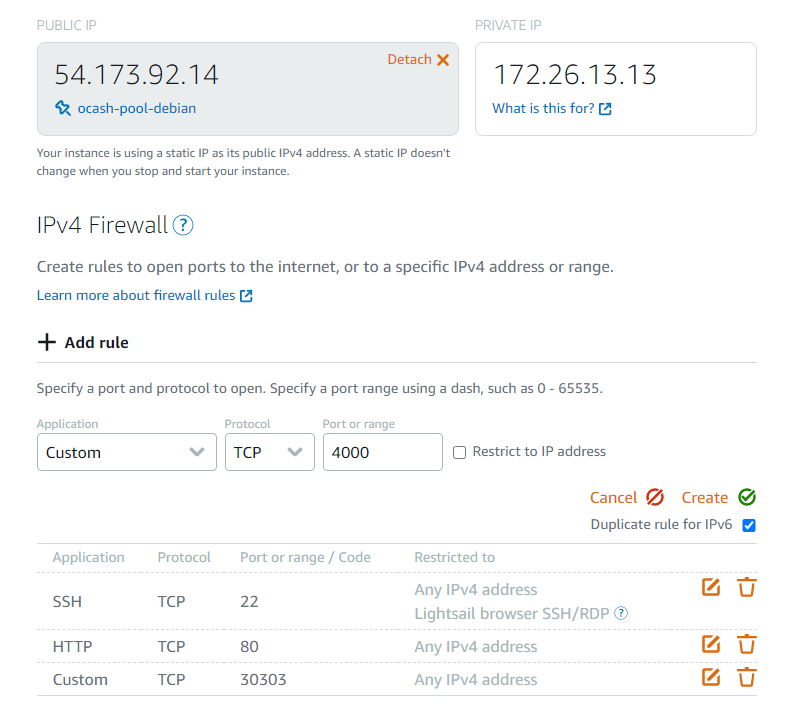 PUBLIC IP
PRIVATE IP
54.173.92.14
Detach
ocash-pool-debian
172.26.13.13
What is this for?
Your instance is using a static IP as its public IPv4 address. A static IP doesn't
change when you stop and start your instance.
IPv4 Firewall ?
Create rules to open ports to the internet, or to a specific IPv4 address or range.
Learn more about firewall rules
+ Add rule
Specify a port and protocol to open. Specify a port range using a dash, such as 0 - 65535.
Application Protocol Port or range
Custom TCP 4000 Restrict to IP address
Cancel Create
Duplicate rule for IPv6
Application Protocol Port or range / Code Restricted to
SSH TCP 22 Any IPv4 address
Lightsail browser SSH/RDP ?
HTTP TCP 80 Any IPv4 address
Custom TCP 30303 Any IPv4 address